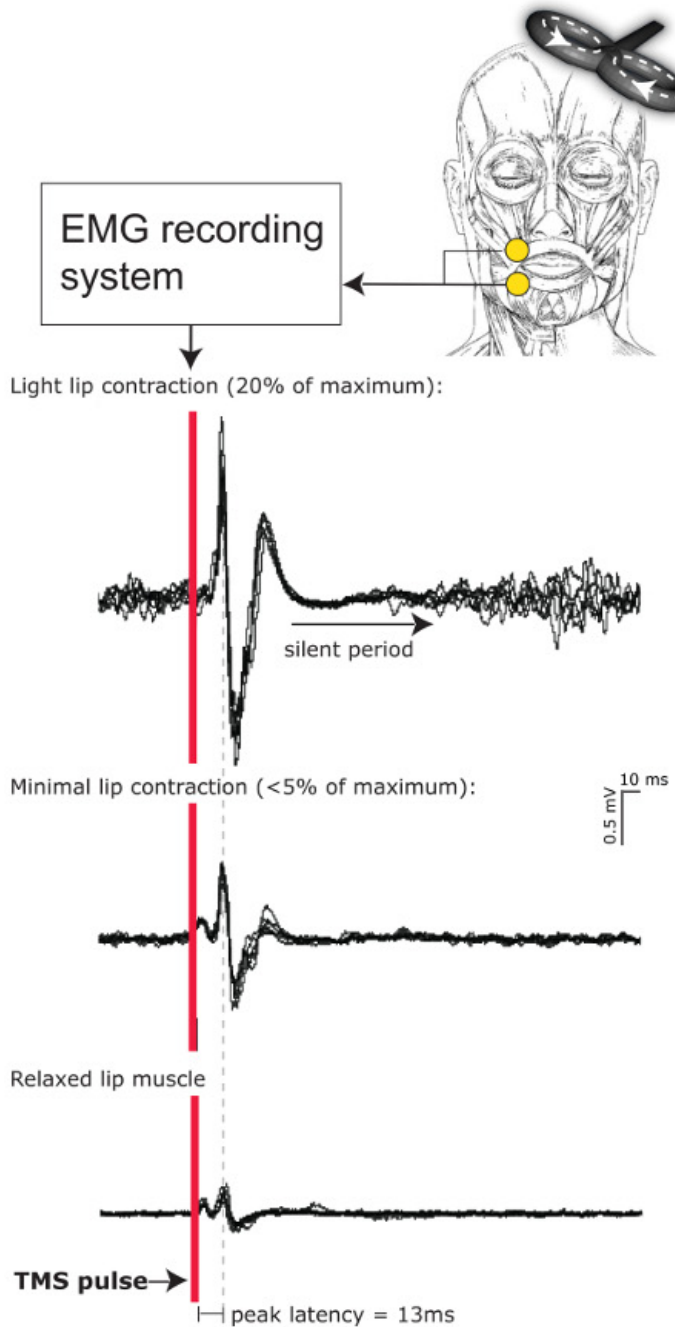 EMG recording
system
Light lip contraction (20% of maximum):
silent period
Minimal lip contraction (<5% of maximum):
10 ms
0.5 mV
Relaxed lip muscle
TMS pulse
peak latency = 13ms